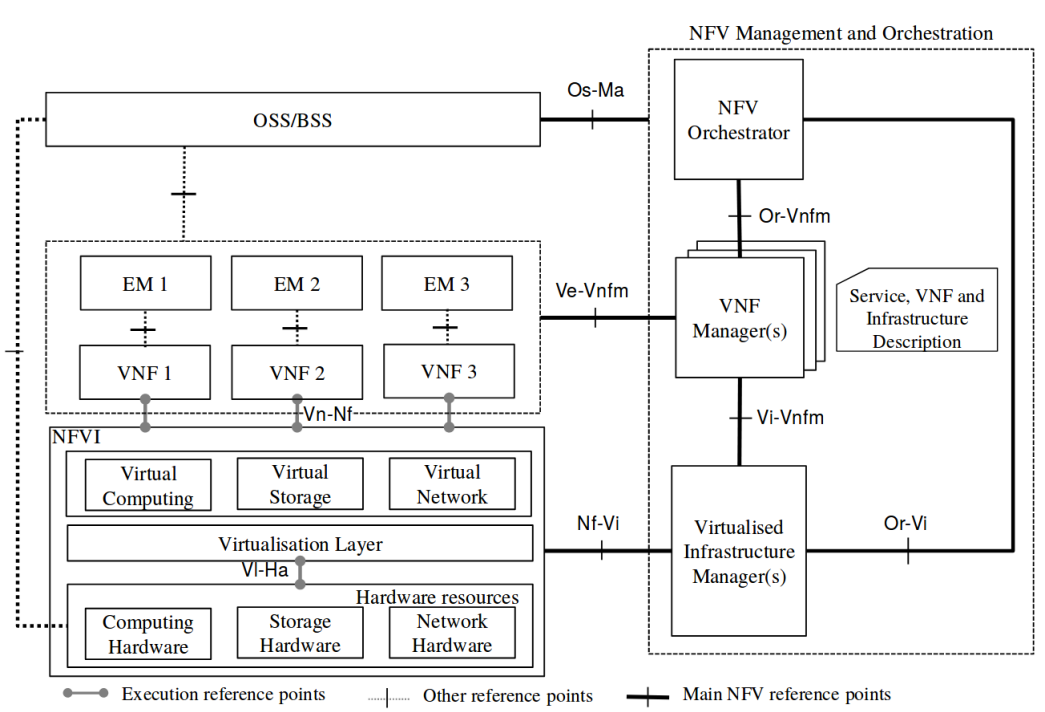 NFV Management and Orchestration
Os-Ma
OSS/BSS
NFV
Orchestrator
Or-Vnfm
EM 1
EM 2
EM 3
Ve-Vnfm
VNF
Manager(s)
Service, VNF and
Infrastructure
Description
VNF 1
VNF 2
VNF 3
Vn-Nf
Vi-Vnfm
NFVI
Virtual
Computing
Virtual
Storage
Virtual
Network
Virtualisation Layer
Nf-Vi
Virtualised
Infrastructure
Manager(s)
Or-Vi
Vl-Ha
Hardware resources
Computing
Hardware
Storage
Hardware
Network
Hardware
Execution reference points
Other reference points
Main NFV reference points